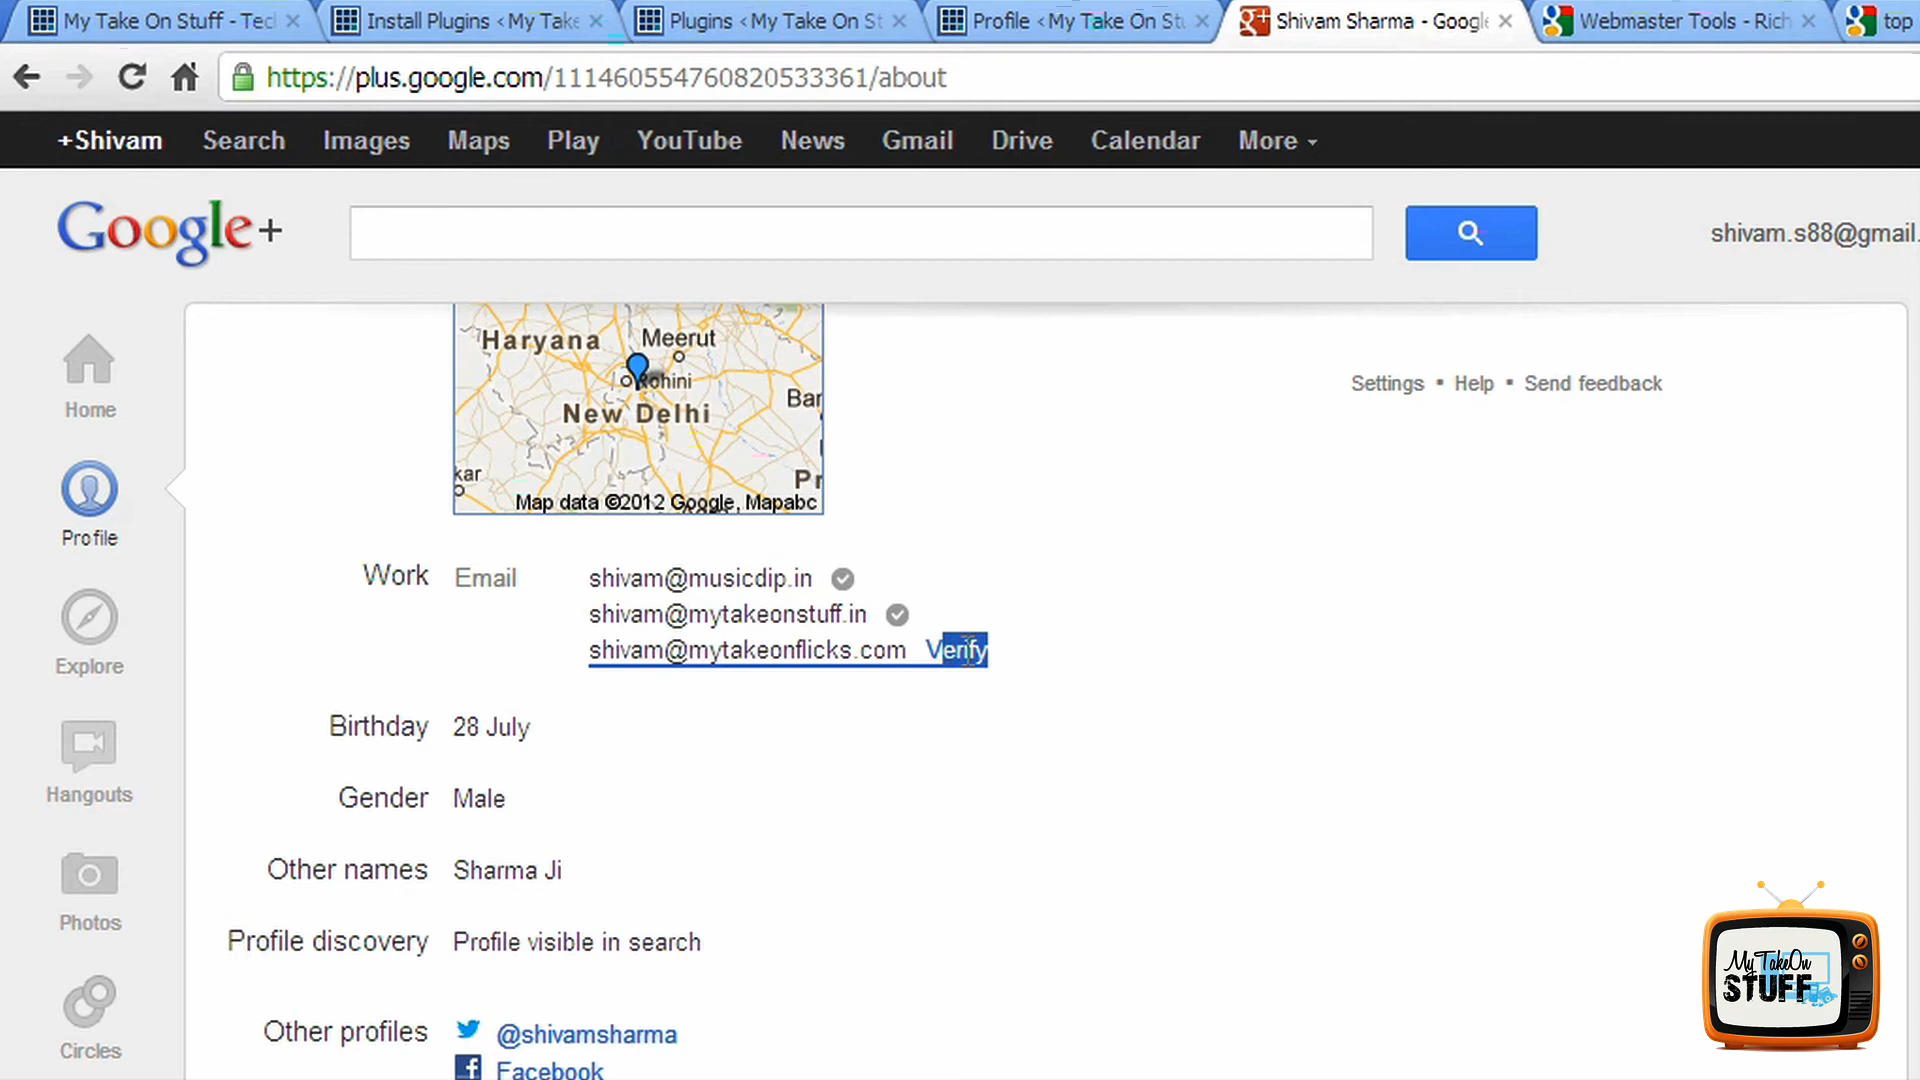 My Take On Stuff - Tec
Install Plugins ‹ My Take
Plugins ‹ My Take On St
Profile ‹ My Take On Stu
Shivam Sharma - Google
Webmaster Tools - Rich
top
https://plus.google.com/111460554760820533361/about
+Shivam Search Images Maps Play YouTube News Gmail Drive Calendar More
Google+
shivam.s88@gmail.
Home
Profile
Explore
Hangouts
Photos
Circles
Haryana Meerut
Rohini
New Delhi Bar
kar Pr
Map data ©2012 Google, Mapabc
Settings ▪ Help ▪ Send feedback
Work Email shivam@musicdip.in
shivam@mytakeonstuff.in
shivam@mytakeonflicks.com Verify
Birthday 28 July
Gender Male
Other names Sharma Ji
Profile discovery Profile visible in search
Other profiles @shivamsharma
Facebook
My TakeOn
STUFF